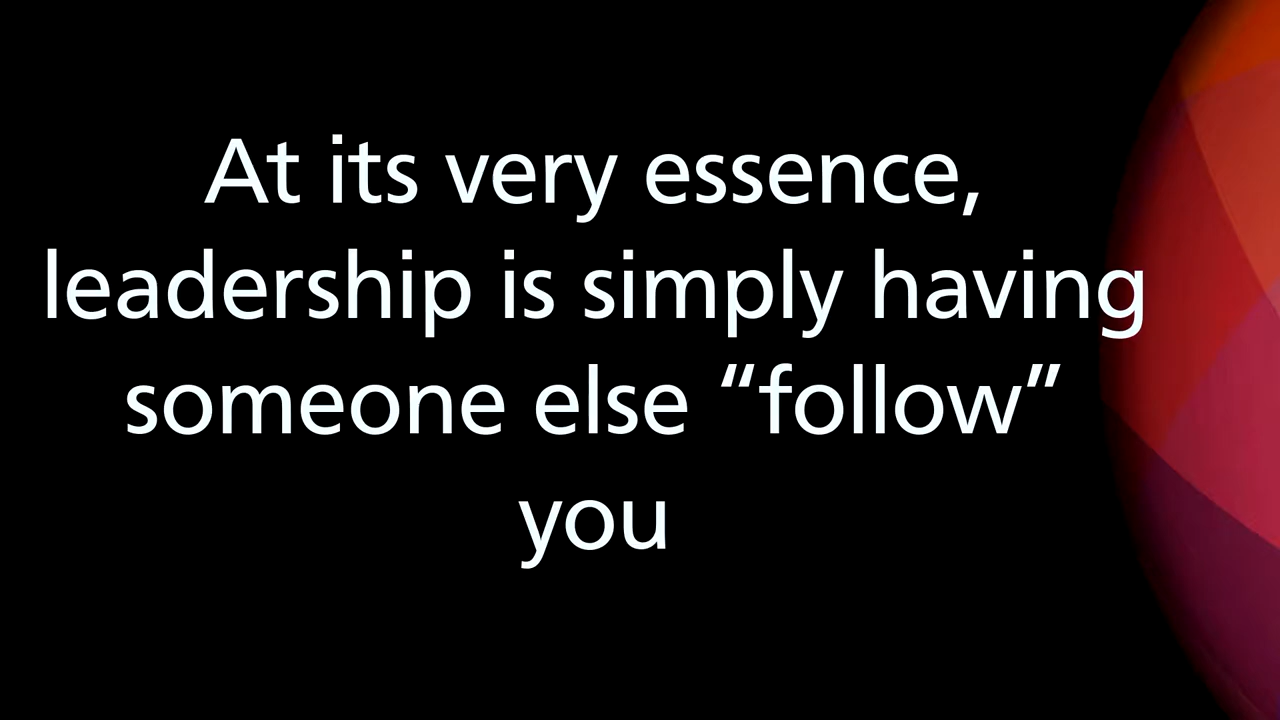 At its very essence,
leadership is simply having
someone else “follow”
you